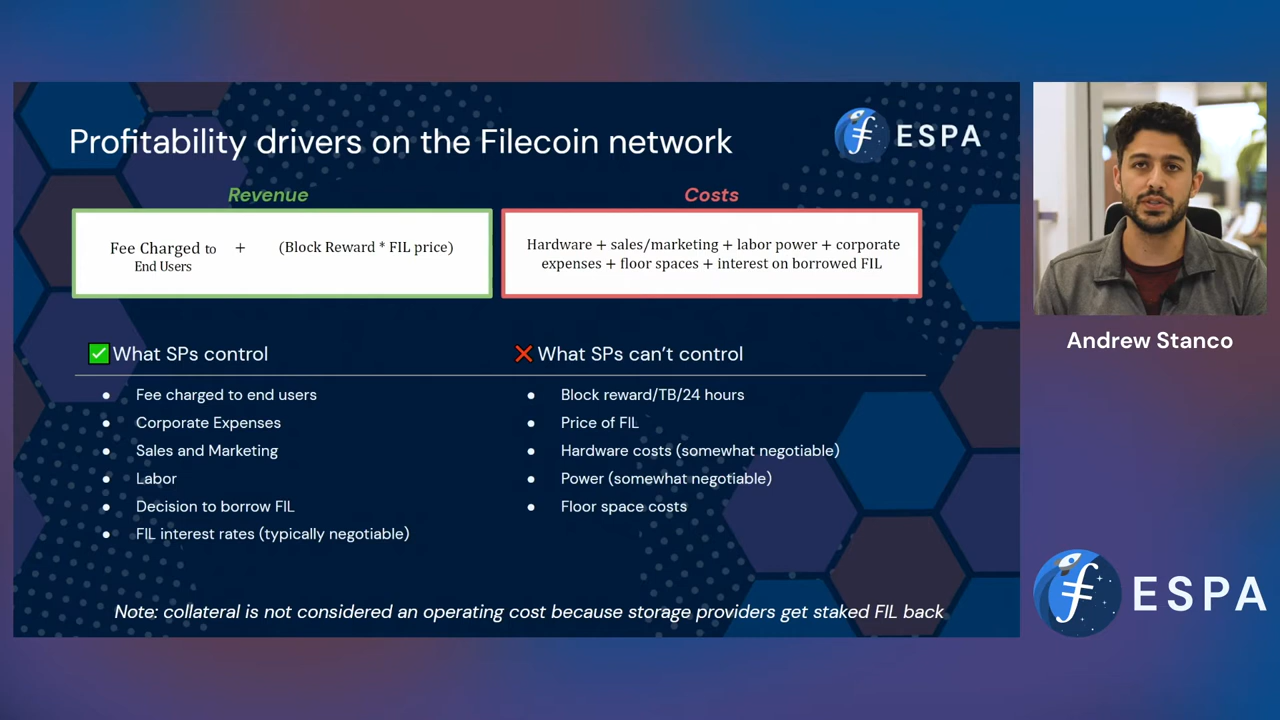 Profitability drivers on the Filecoin network
ESPA
Revenue
Costs
Fee Charged to
End Users
+
(Block Reward * FIL price)
Hardware + sales/marketing + labor power + corporate
expenses + floor spaces + interest on borrowed FIL
✅ What SPs control
• Fee charged to end users
• Corporate Expenses
• Sales and Marketing
• Labor
• Decision to borrow FIL
• FIL interest rates (typically negotiable)
❌ What SPs can’t control
• Block reward/TB/24 hours
• Price of FIL
• Hardware costs (somewhat negotiable)
• Power (somewhat negotiable)
• Floor space costs
Note: collateral is not considered an operating cost because storage providers get staked FIL back
Andrew Stanco
ESPA